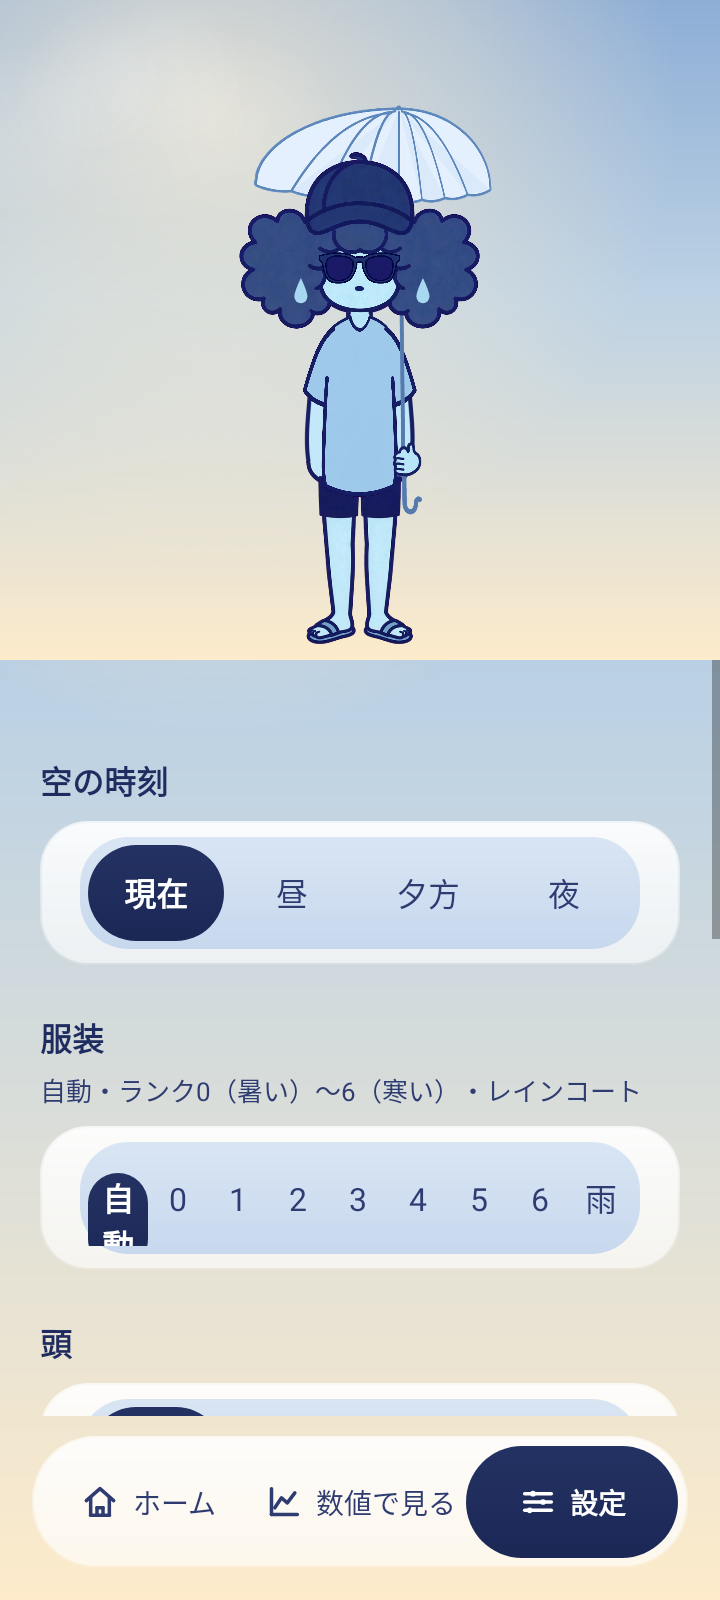 空の時刻
現在 昼 夕方 夜
服装
自動・ランク0（暑い）〜6（寒い）・レインコート
自動 0 1 2 3 4 5 6 雨
頭
ホーム 数値で見る 設定